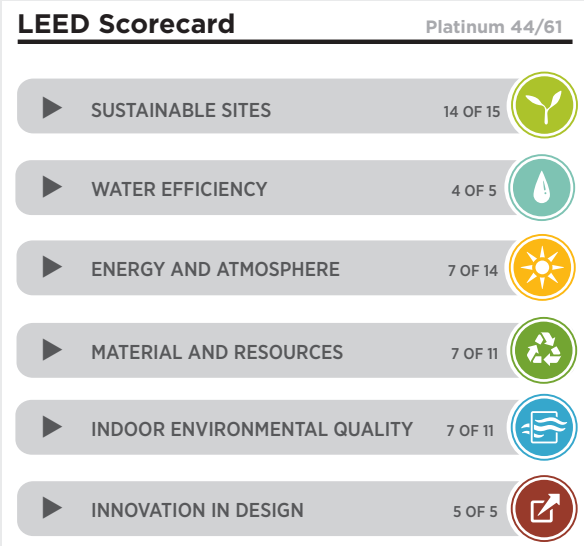 LEED Scorecard Platinum 44/61
SUSTAINABLE SITES 14 OF 15
WATER EFFICIENCY 4 OF 5
ENERGY AND ATMOSPHERE 7 OF 14
MATERIAL AND RESOURCES 7 OF 11
INDOOR ENVIRONMENTAL QUALITY 7 OF 11
INNOVATION IN DESIGN 5 OF 5